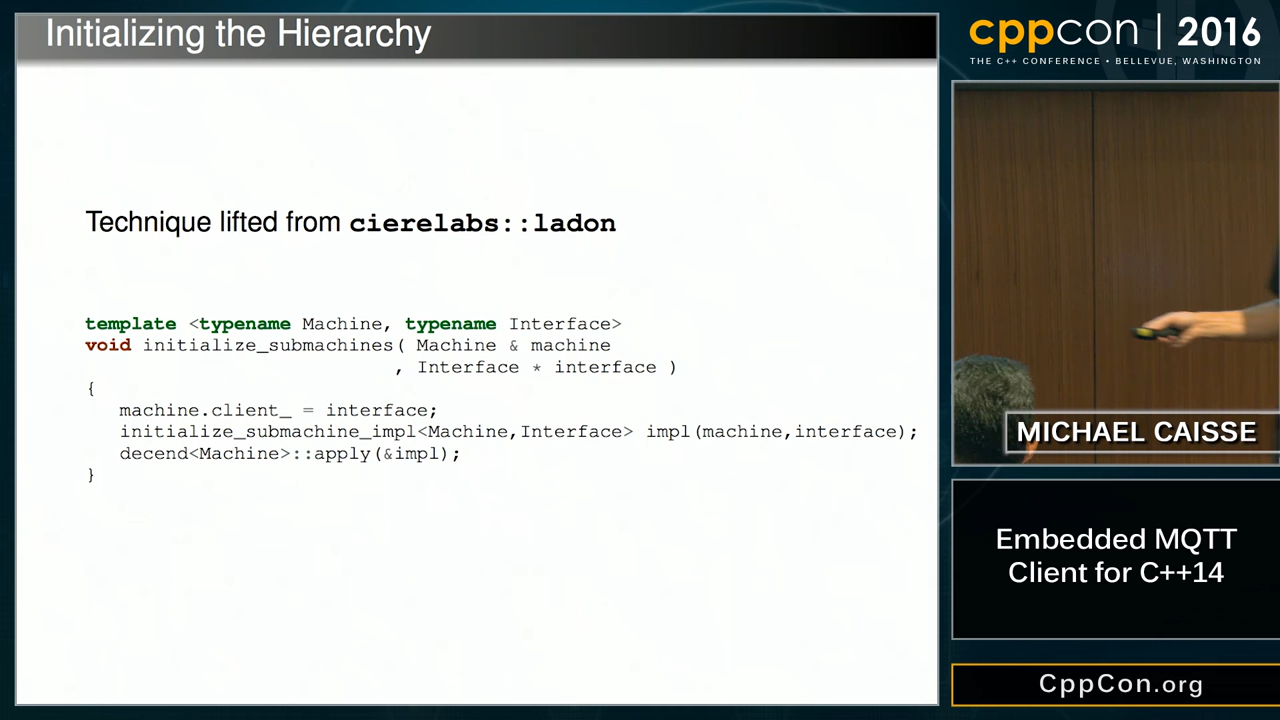 Initializing the Hierarchy
Technique lifted from cierelabs::ladon
template <typename Machine, typename Interface>
void initialize_submachines( Machine & machine
, Interface * interface )
{
machine.client_ = interface;
initialize_submachine_impl<Machine,Interface> impl(machine,interface);
decend<Machine>::apply(&impl);
}
cppcon | 2016
THE C++ CONFERENCE • BELLEVUE, WASHINGTON
MICHAEL CAISSE
Embedded MQTT
Client for C++14
CppCon.org